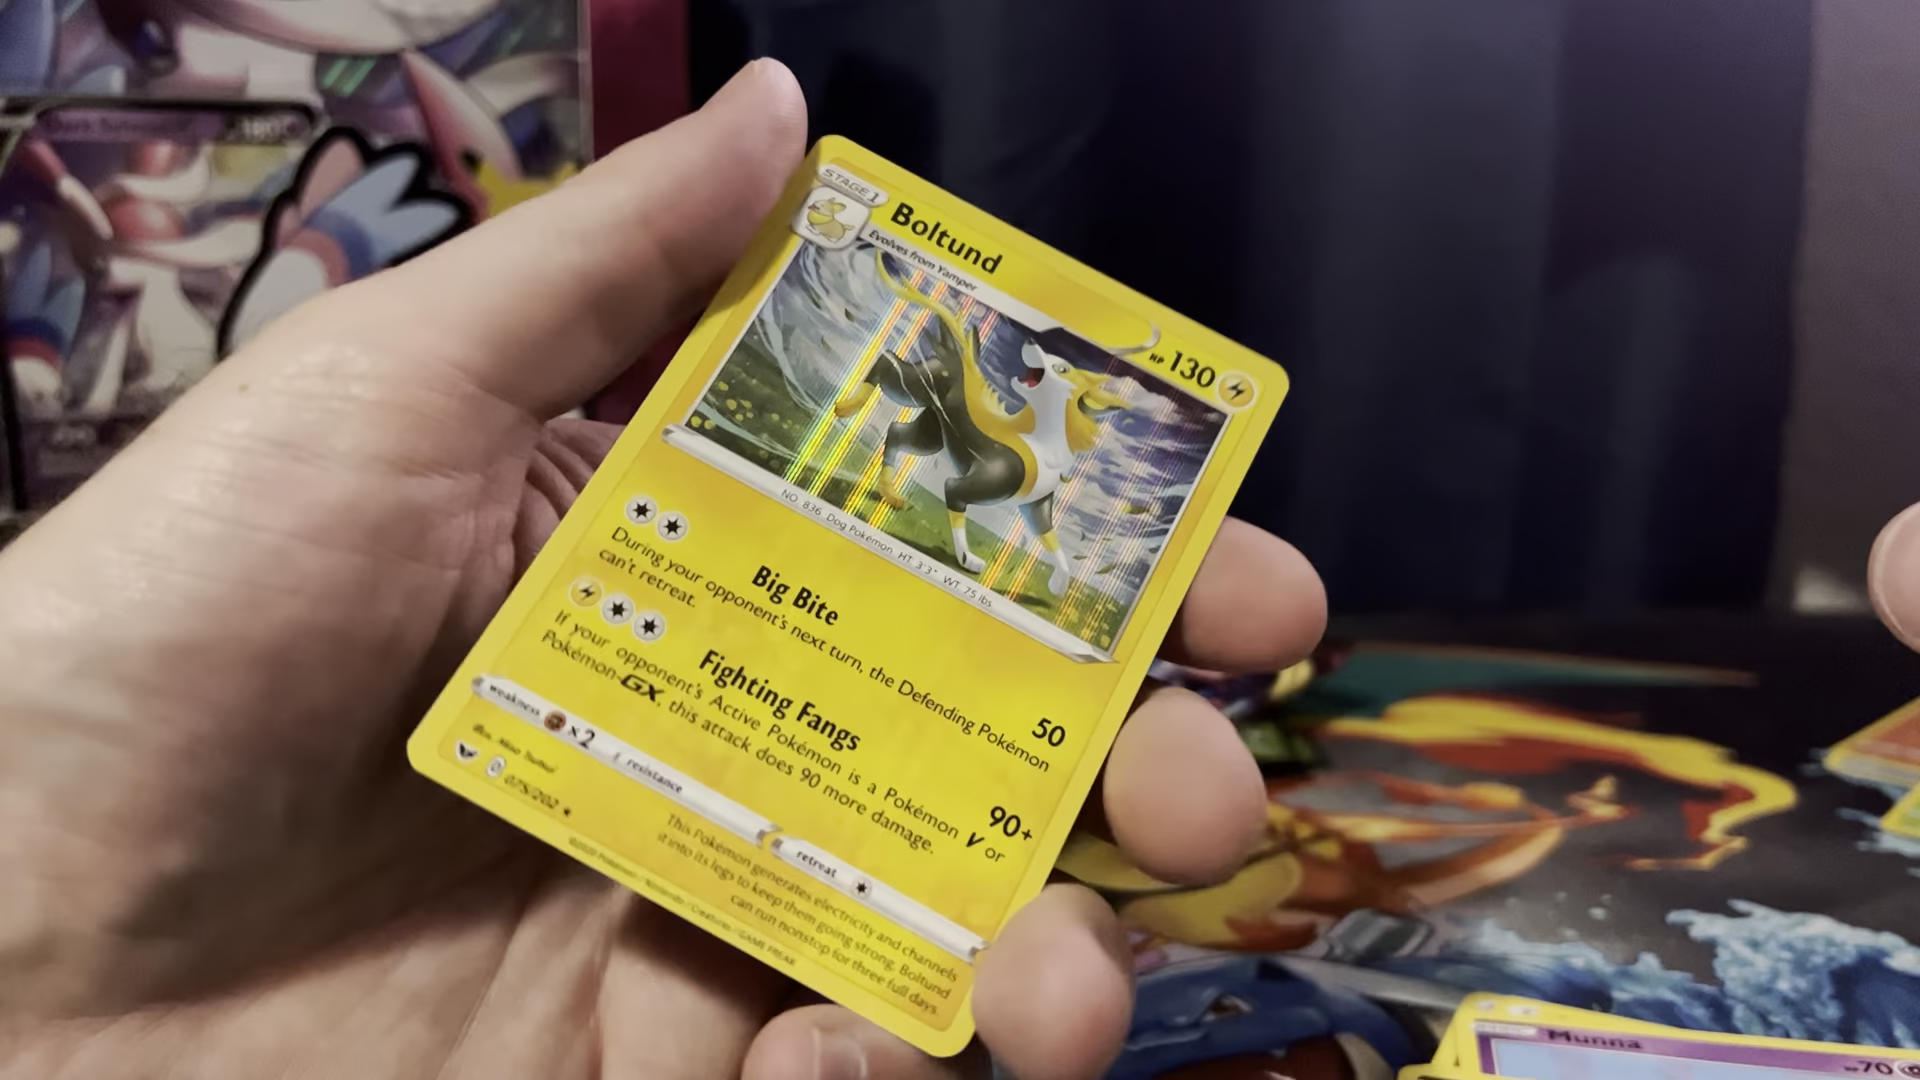 STAGE 1
Boltund
Evolves from Yamper
HP 130
NO. 836 Dog Pokémon HT: 3'3" WT: 75 lbs
Big Bite
50
During your opponent's next turn, the Defending Pokémon
can't retreat.
Fighting Fangs
90+
If your opponent's Active Pokémon is a Pokémon V or
Pokémon-GX, this attack does 90 more damage.
weakness x2
resistance
retreat
illus.
075/202 ★
This Pokémon generates electricity and channels
it into its legs to keep them going strong. Boltund
can run nonstop for three full days.
©2020 Pokémon / Nintendo / Creatures / GAME FREAK
Munna
HP 70
180